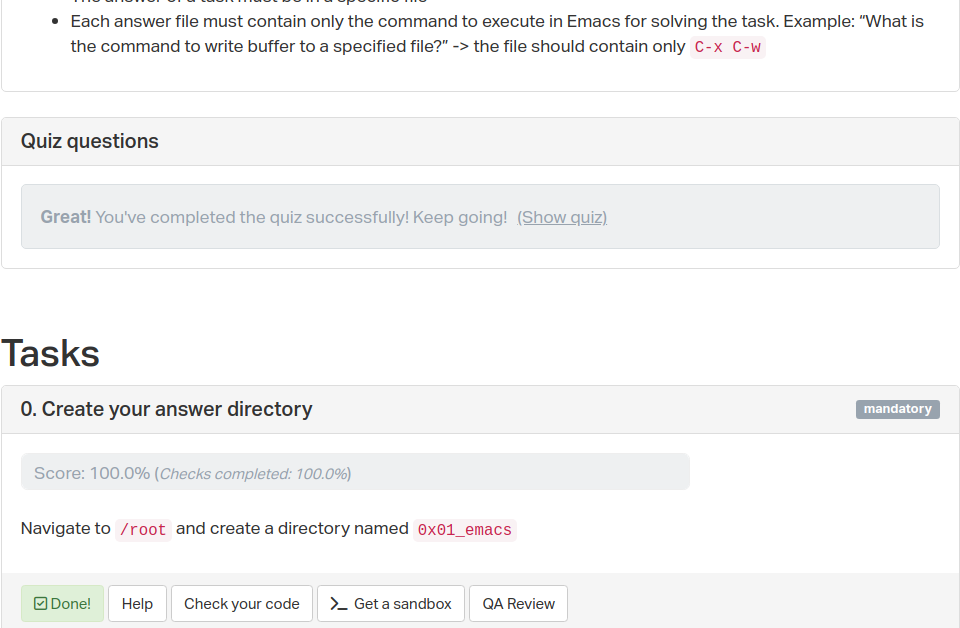 Each answer file must contain only the command to execute in Emacs for solving the task. Example: “What is
the command to write buffer to a specified file?” -> the file should contain only C-x C-w
Quiz questions
Great! You've completed the quiz successfully! Keep going! (Show quiz)
Tasks
0. Create your answer directory mandatory
Score: 100.0% (Checks completed: 100.0%)
Navigate to /root and create a directory named 0x01_emacs
Done! Help Check your code Get a sandbox QA Review